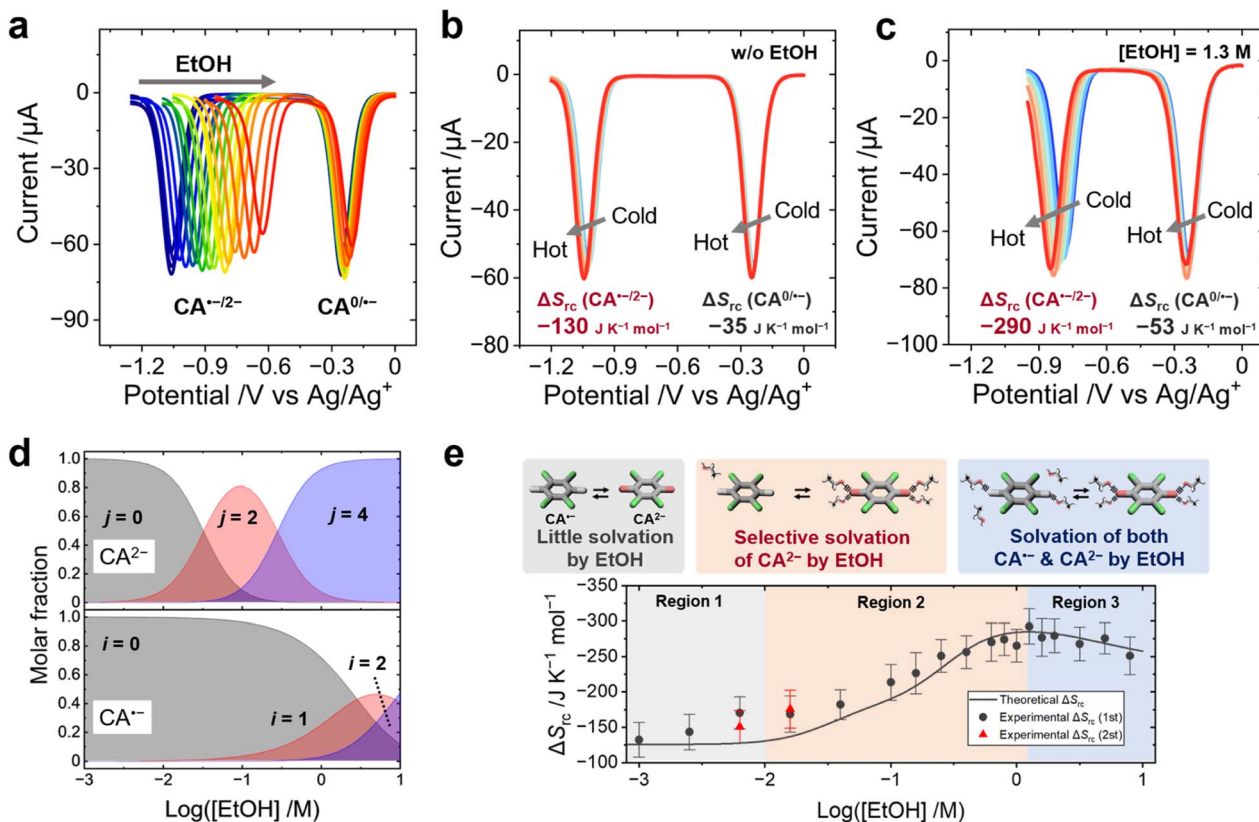 a
EtOH
Current /µA
0
−30
−60
−90
CA•−/2−
CA0/•−
−1.2 −0.9 −0.6 −0.3 0
Potential /V vs Ag/Ag+
b
w/o EtOH
Current /µA
0
−20
−40
−60
−80
Cold
Hot
Cold
Hot
ΔSrc (CA•−/2−)
−130 J K−1 mol−1
ΔSrc (CA0/•−)
−35 J K−1 mol−1
−1.2 −0.9 −0.6 −0.3 0
Potential /V vs Ag/Ag+
c
[EtOH] = 1.3 M
Current /µA
0
−20
−40
−60
−80
−100
Cold
Hot
Cold
Hot
ΔSrc (CA•−/2−)
−290 J K−1 mol−1
ΔSrc (CA0/•−)
−53 J K−1 mol−1
−1.2 −0.9 −0.6 −0.3 0
Potential /V vs Ag/Ag+
d
Molar fraction
1.0
0.8
0.6
0.4
0.2
0
j = 0
j = 2
j = 4
CA2−
1.0
0.8
0.6
0.4
0.2
0
i = 0
i = 1
i = 2
CA•−
−3 −2 −1 0 1
Log([EtOH] /M)
e
CA•−
CA2−
Little solvation
by EtOH
Selective solvation
of CA2− by EtOH
Solvation of both
CA•− & CA2− by EtOH
ΔSrc / J K−1 mol−1
−350
−300
−250
−200
−150
−100
Region 1
Region 2
Region 3
Theoretical ΔSrc
Experimental ΔSrc (1st)
Experimental ΔSrc (2st)
−3 −2 −1 0 1
Log([EtOH] /M)